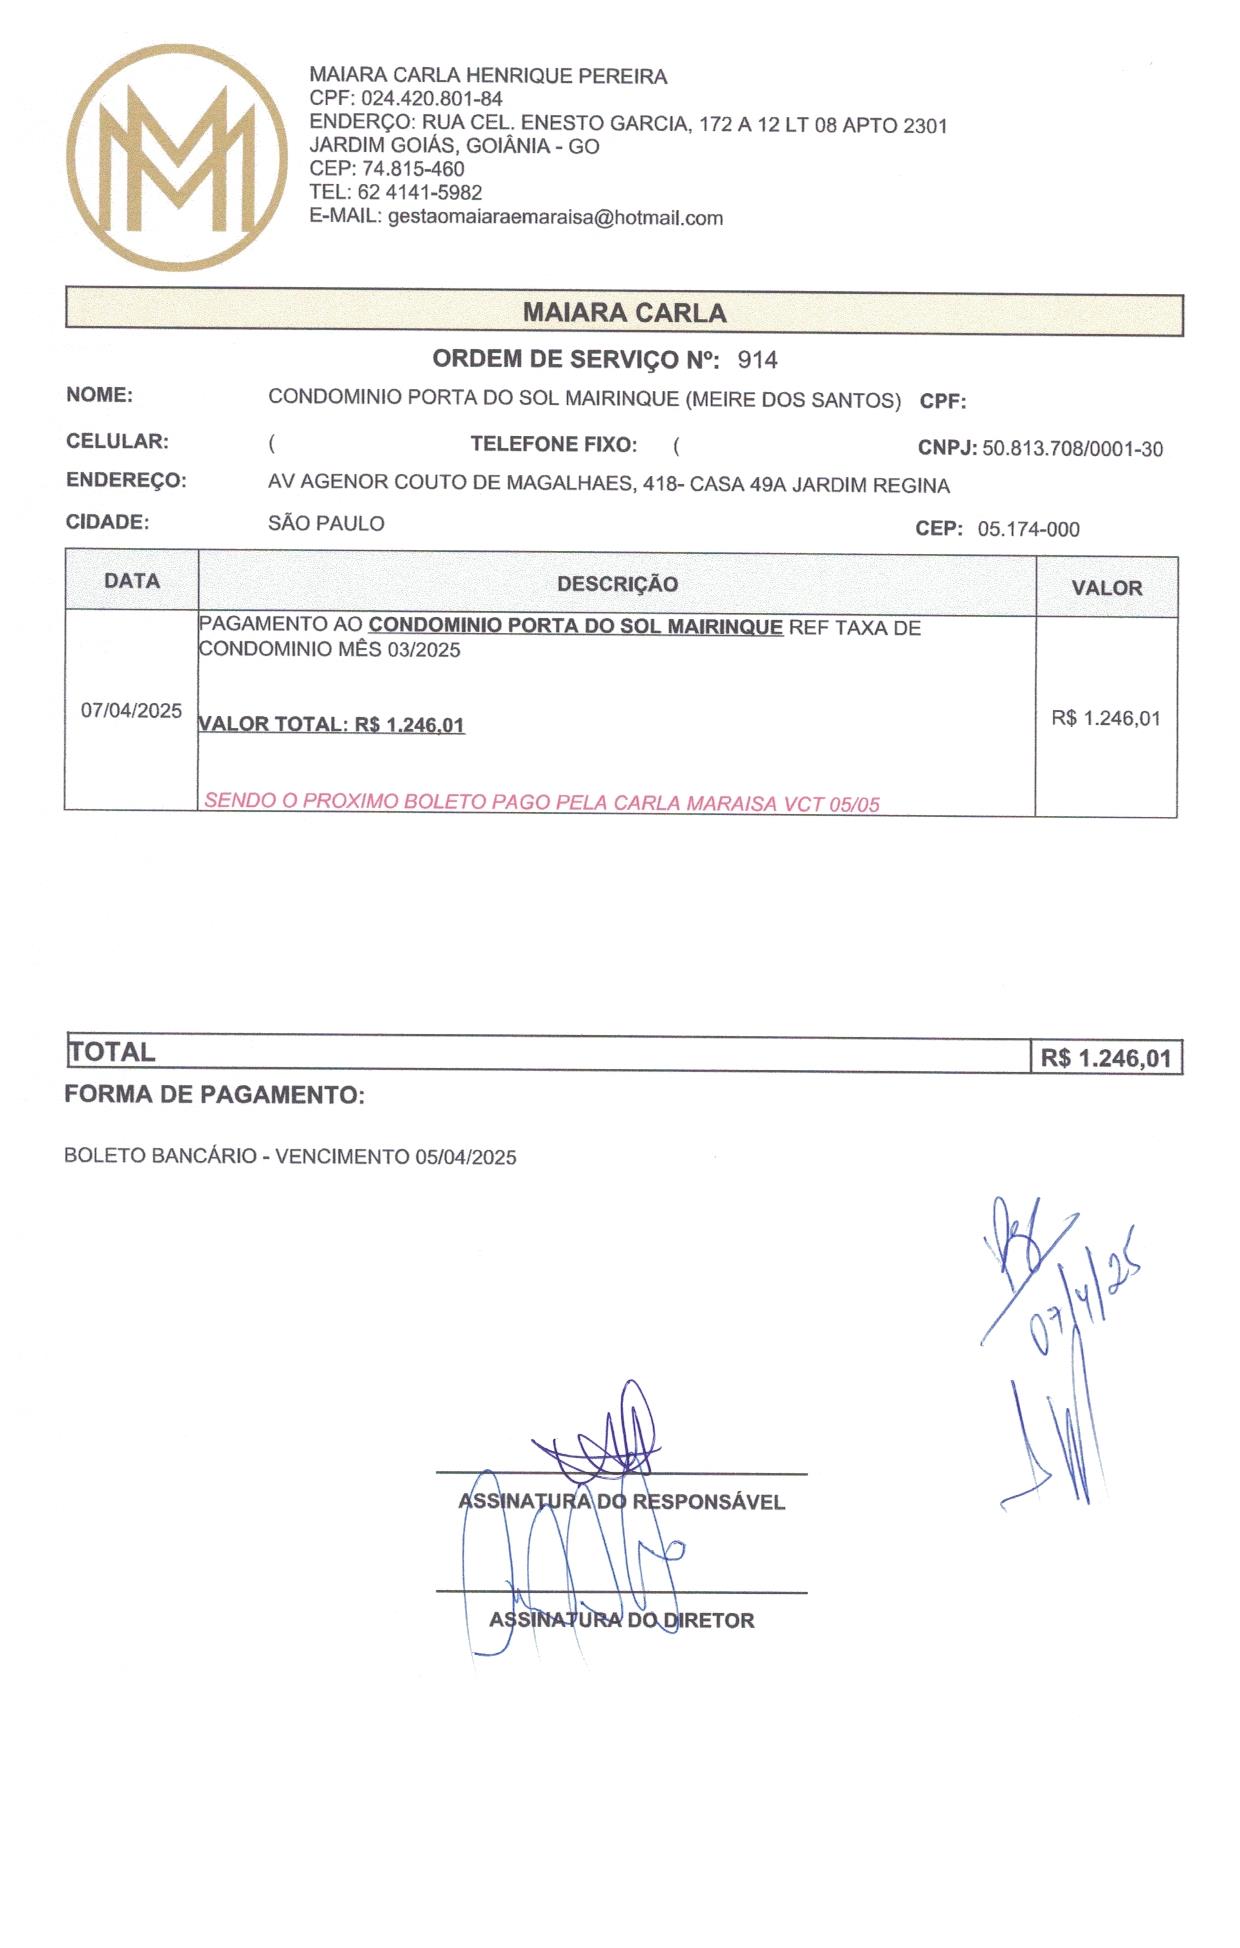 MM
MAIARA CARLA HENRIQUE PEREIRA
CPF: 024.420.801-84
ENDERÇO: RUA CEL. ENESTO GARCIA, 172 A 12 LT 08 APTO 2301
JARDIM GOIÁS, GOIÂNIA - GO
CEP: 74.815-460
TEL: 62 4141-5982
E-MAIL: gestaomaiaraemaraisa@hotmail.com
MAIARA CARLA
ORDEM DE SERVIÇO Nº: 914
NOME: CONDOMINIO PORTA DO SOL MAIRINQUE (MEIRE DOS SANTOS) CPF:
CELULAR: ( TELEFONE FIXO: ( CNPJ: 50.813.708/0001-30
ENDEREÇO: AV AGENOR COUTO DE MAGALHAES, 418- CASA 49A JARDIM REGINA
CIDADE: SÃO PAULO CEP: 05.174-000
DATA DESCRIÇÃO VALOR
PAGAMENTO AO CONDOMINIO PORTA DO SOL MAIRINQUE REF TAXA DE
CONDOMINIO MÊS 03/2025
07/04/2025 VALOR TOTAL: R$ 1.246,01 R$ 1.246,01
SENDO O PROXIMO BOLETO PAGO PELA CARLA MARAISA VCT 05/05
TOTAL R$ 1.246,01
FORMA DE PAGAMENTO:
BOLETO BANCÁRIO - VENCIMENTO 05/04/2025
07/4/25
ASSINATURA DO RESPONSÁVEL
ASSINATURA DO DIRETOR